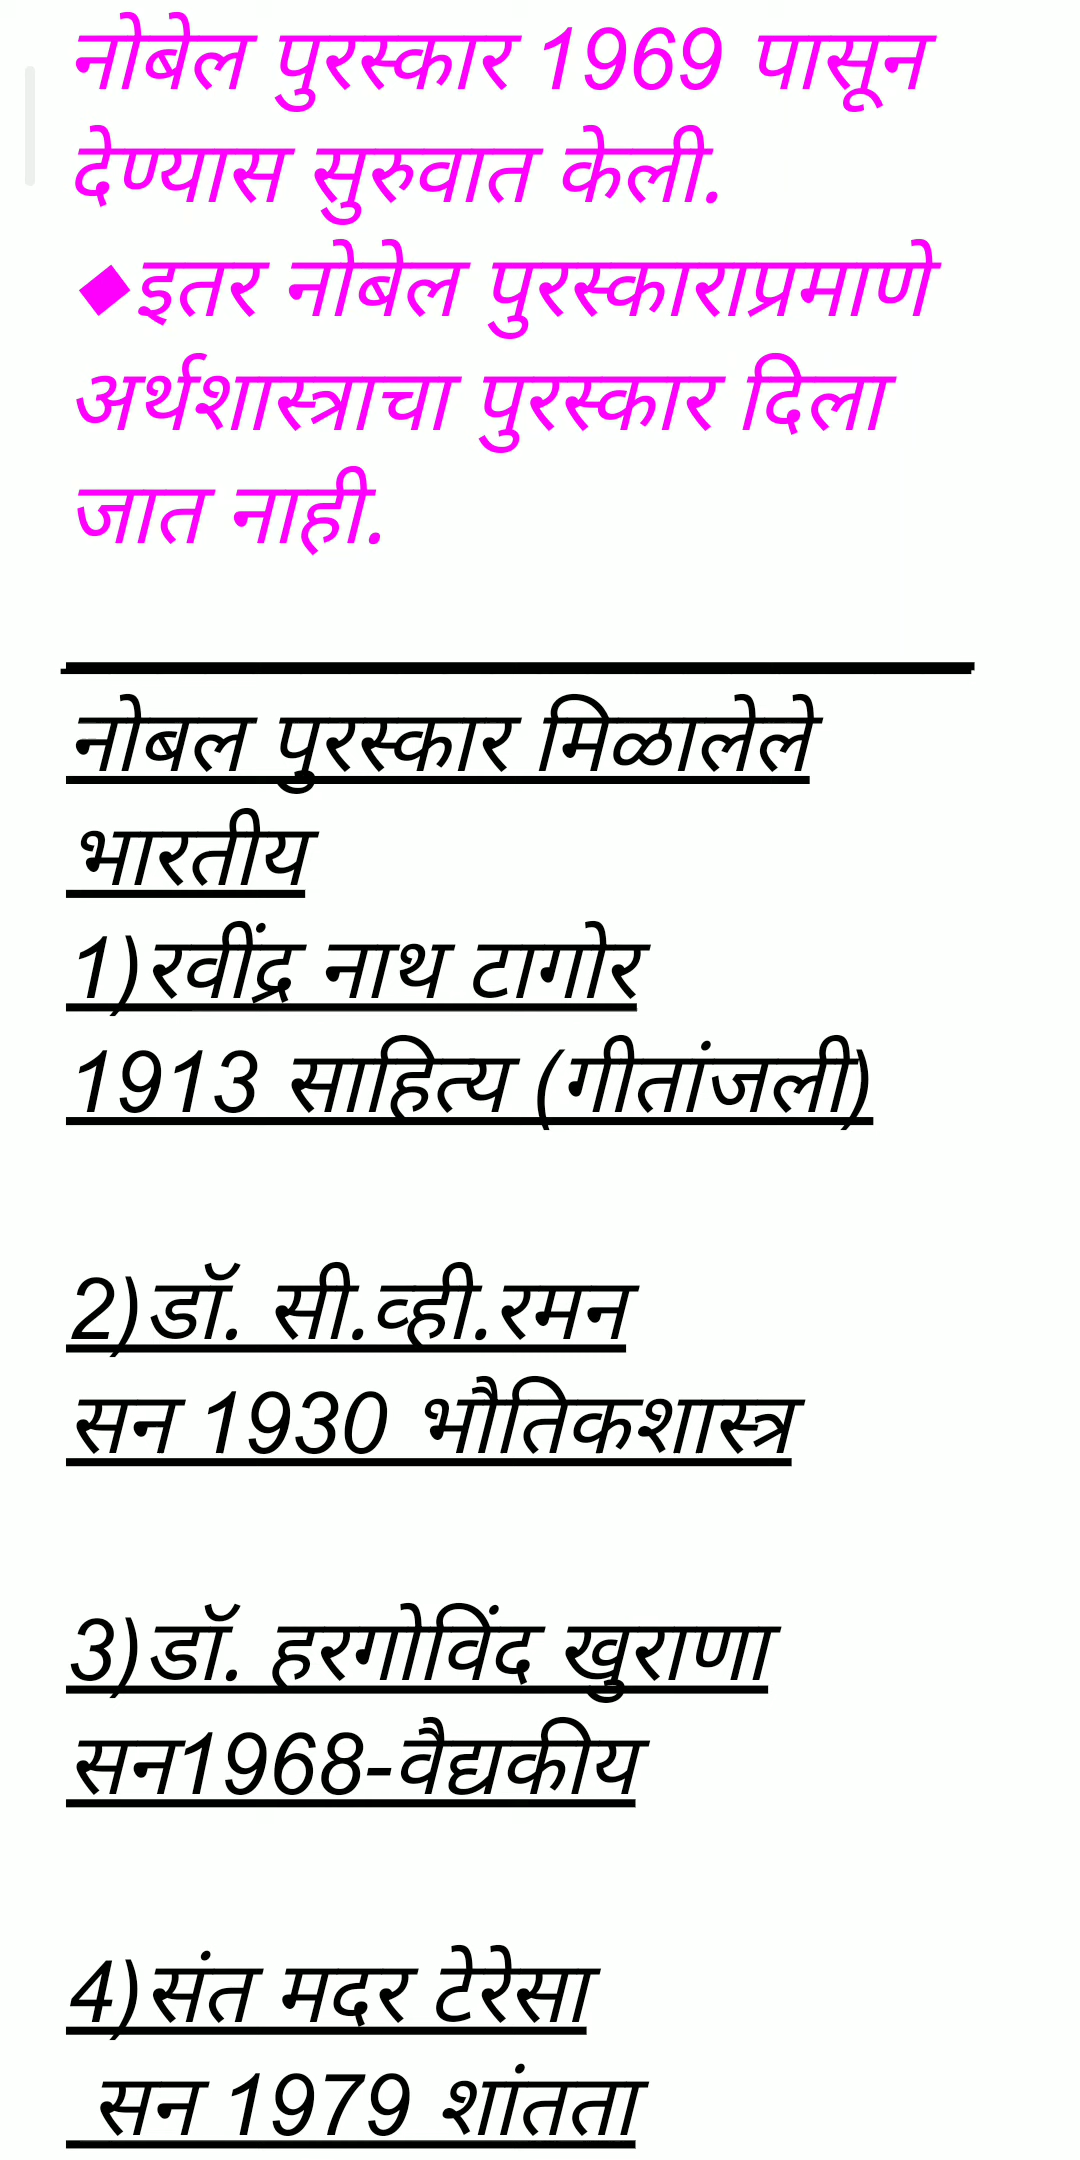 नोबेल पुरस्कार 1969 पासून
देण्यास सुरुवात केली.
◆इतर नोबेल पुरस्काराप्रमाणे
अर्थशास्त्राचा पुरस्कार दिला
जात नाही.
नोबल पुरस्कार मिळालेले
भारतीय
1)रवींद्र नाथ टागोर
1913 साहित्य (गीतांजली)
2)डॉ. सी.व्ही.रमन
सन 1930 भौतिकशास्त्र
3)डॉ. हरगोविंद खुराणा
सन1968-वैद्यकीय
4)संत मदर टेरेसा
सन 1979 शांतता